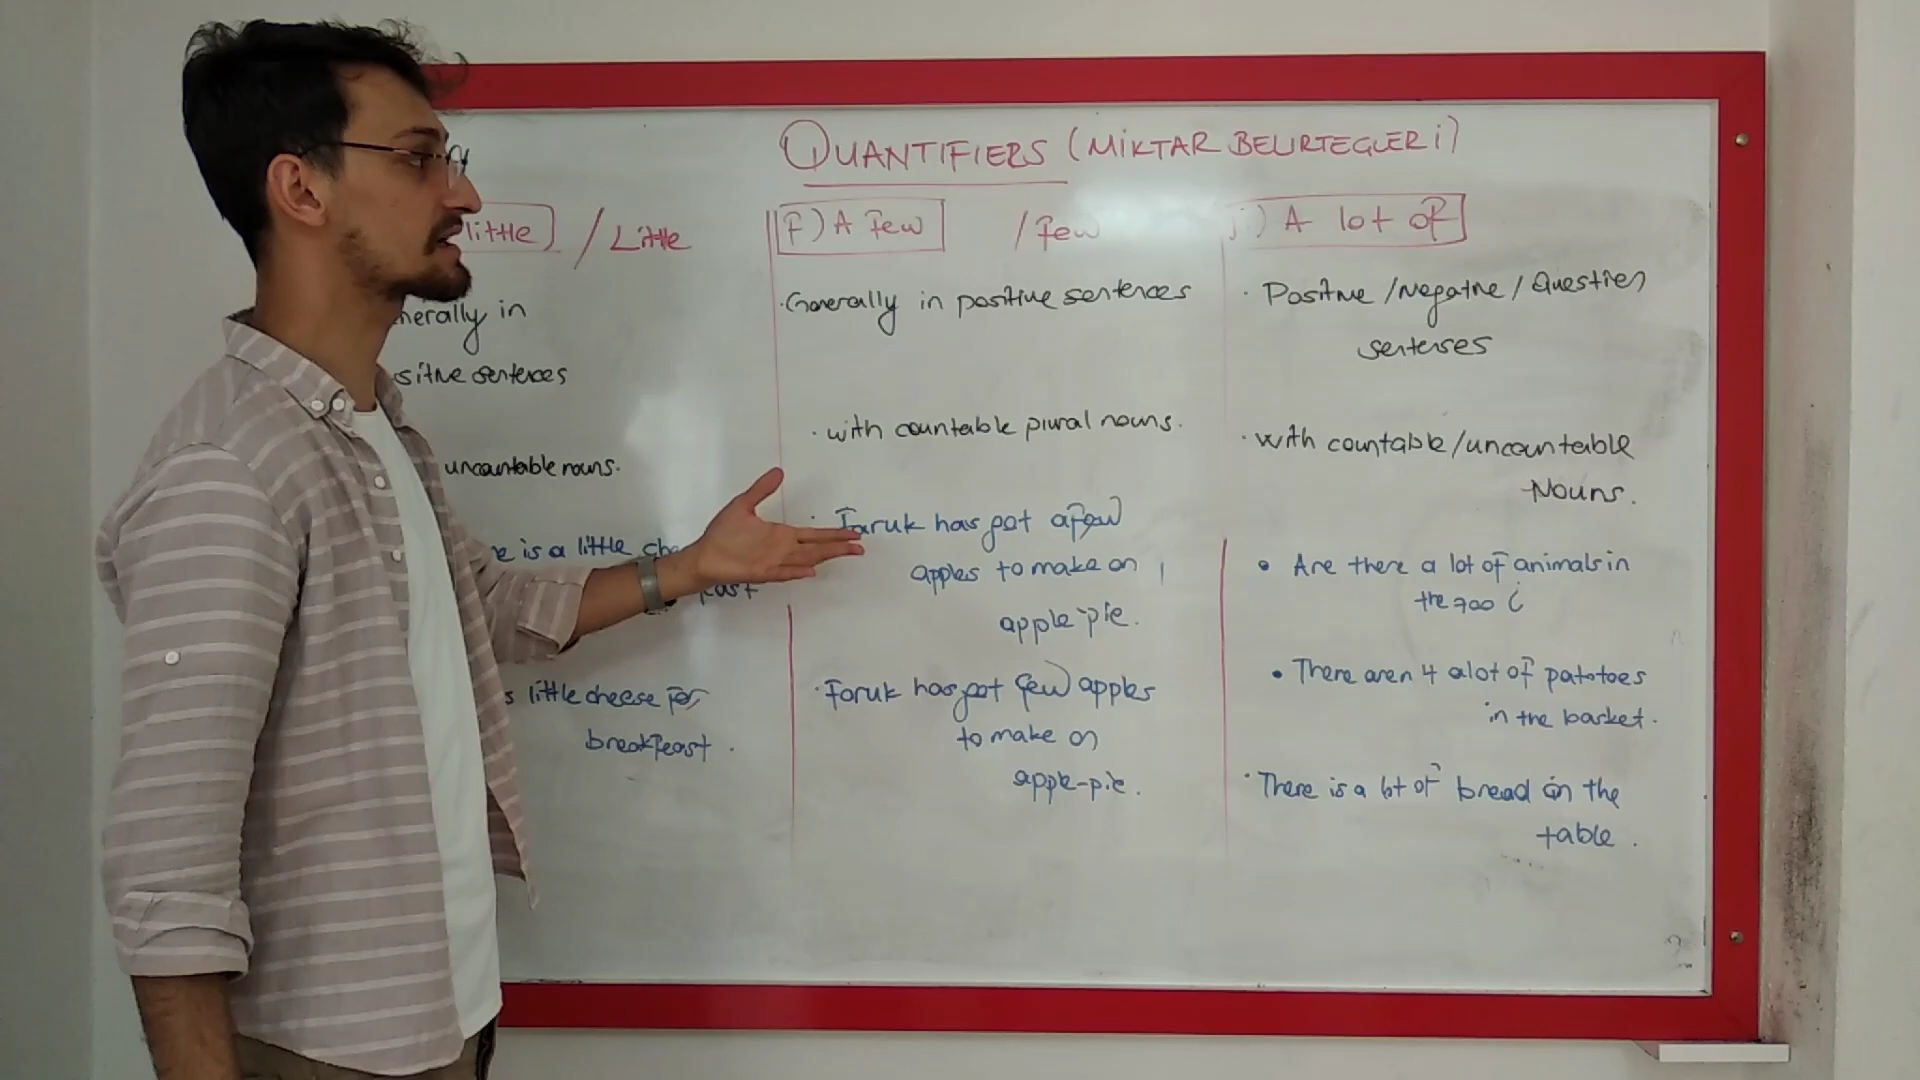 QUANTIFIERS (MİKTAR BELİRTEÇLERİ)
little) / Little
nerally in
sitive sentences
uncountable nouns.
e is a little
s little cheese for
breakfeast.
F) A Few / Few
·Generally in positive sentences
· with countable plural nouns.
· Faruk has got a few
apples to make an
apple-pie.
· Faruk has got few apples
to make an
apple-pie.
) A lot of
· Positive / Negative / Question
sentenses
· with countable/uncountable
Nouns.
• Are there a lot of animals in
the zoo ?
• There aren't a lot of patotoes
in the basket.
· There is a lot of bread on the
table.